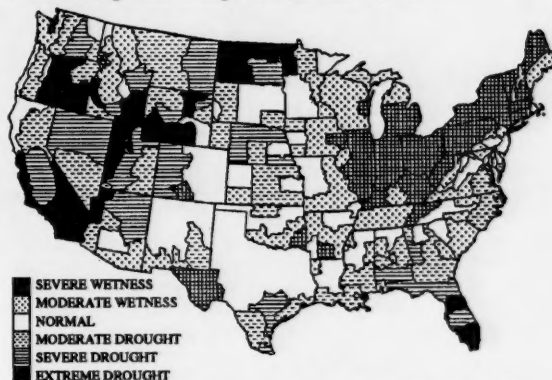 SEVERE WETNESS
MODERATE WETNESS
NORMAL
MODERATE DROUGHT
SEVERE DROUGHT
EXTREME DROUGHT